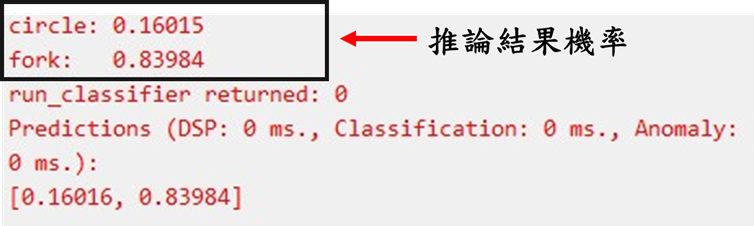 circle: 0.16015
fork:   0.83984
推論結果機率
run_classifier returned: 0
Predictions (DSP: 0 ms., Classification: 0 ms., Anomaly:
0 ms.):
[0.16016, 0.83984]